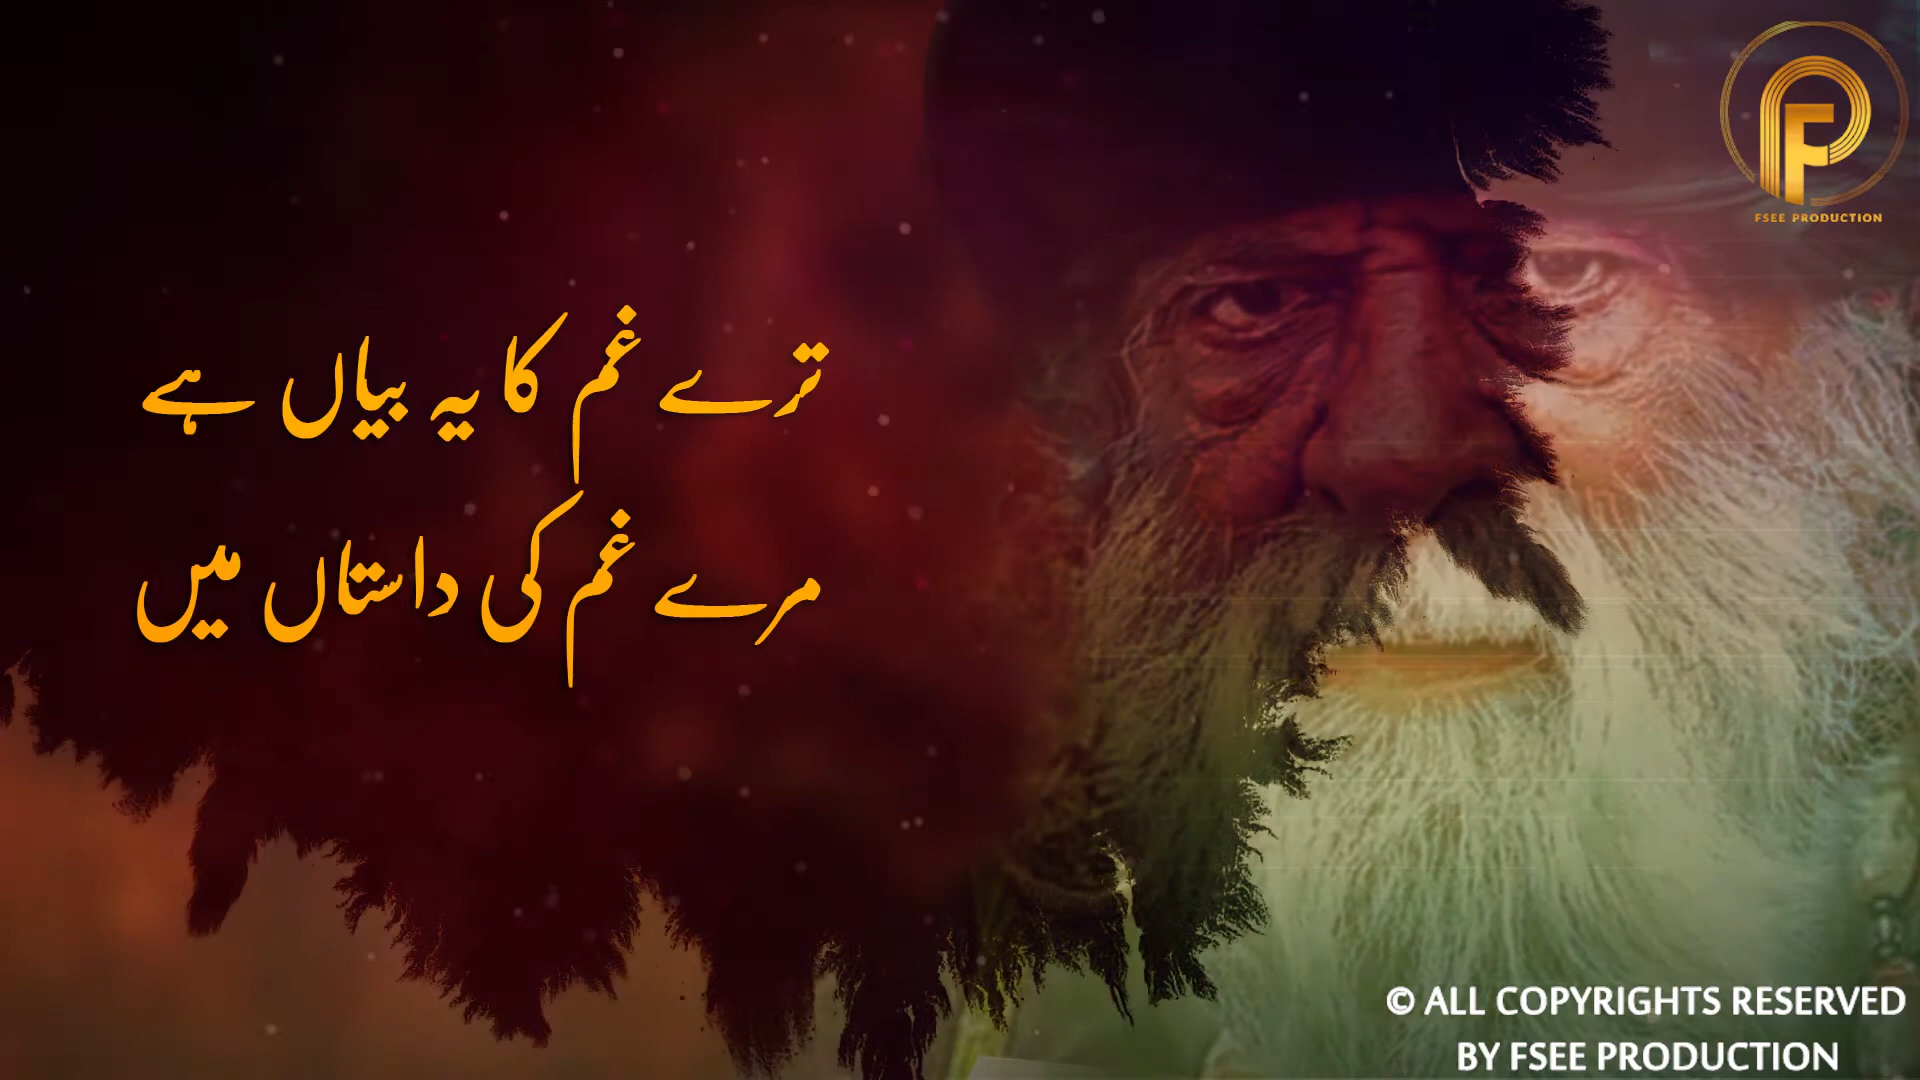 FSEE PRODUCTION
ترے غم کا یہ بیاں ہے
مرے غم کی داستاں میں
© ALL COPYRIGHTS RESERVED
BY FSEE PRODUCTION